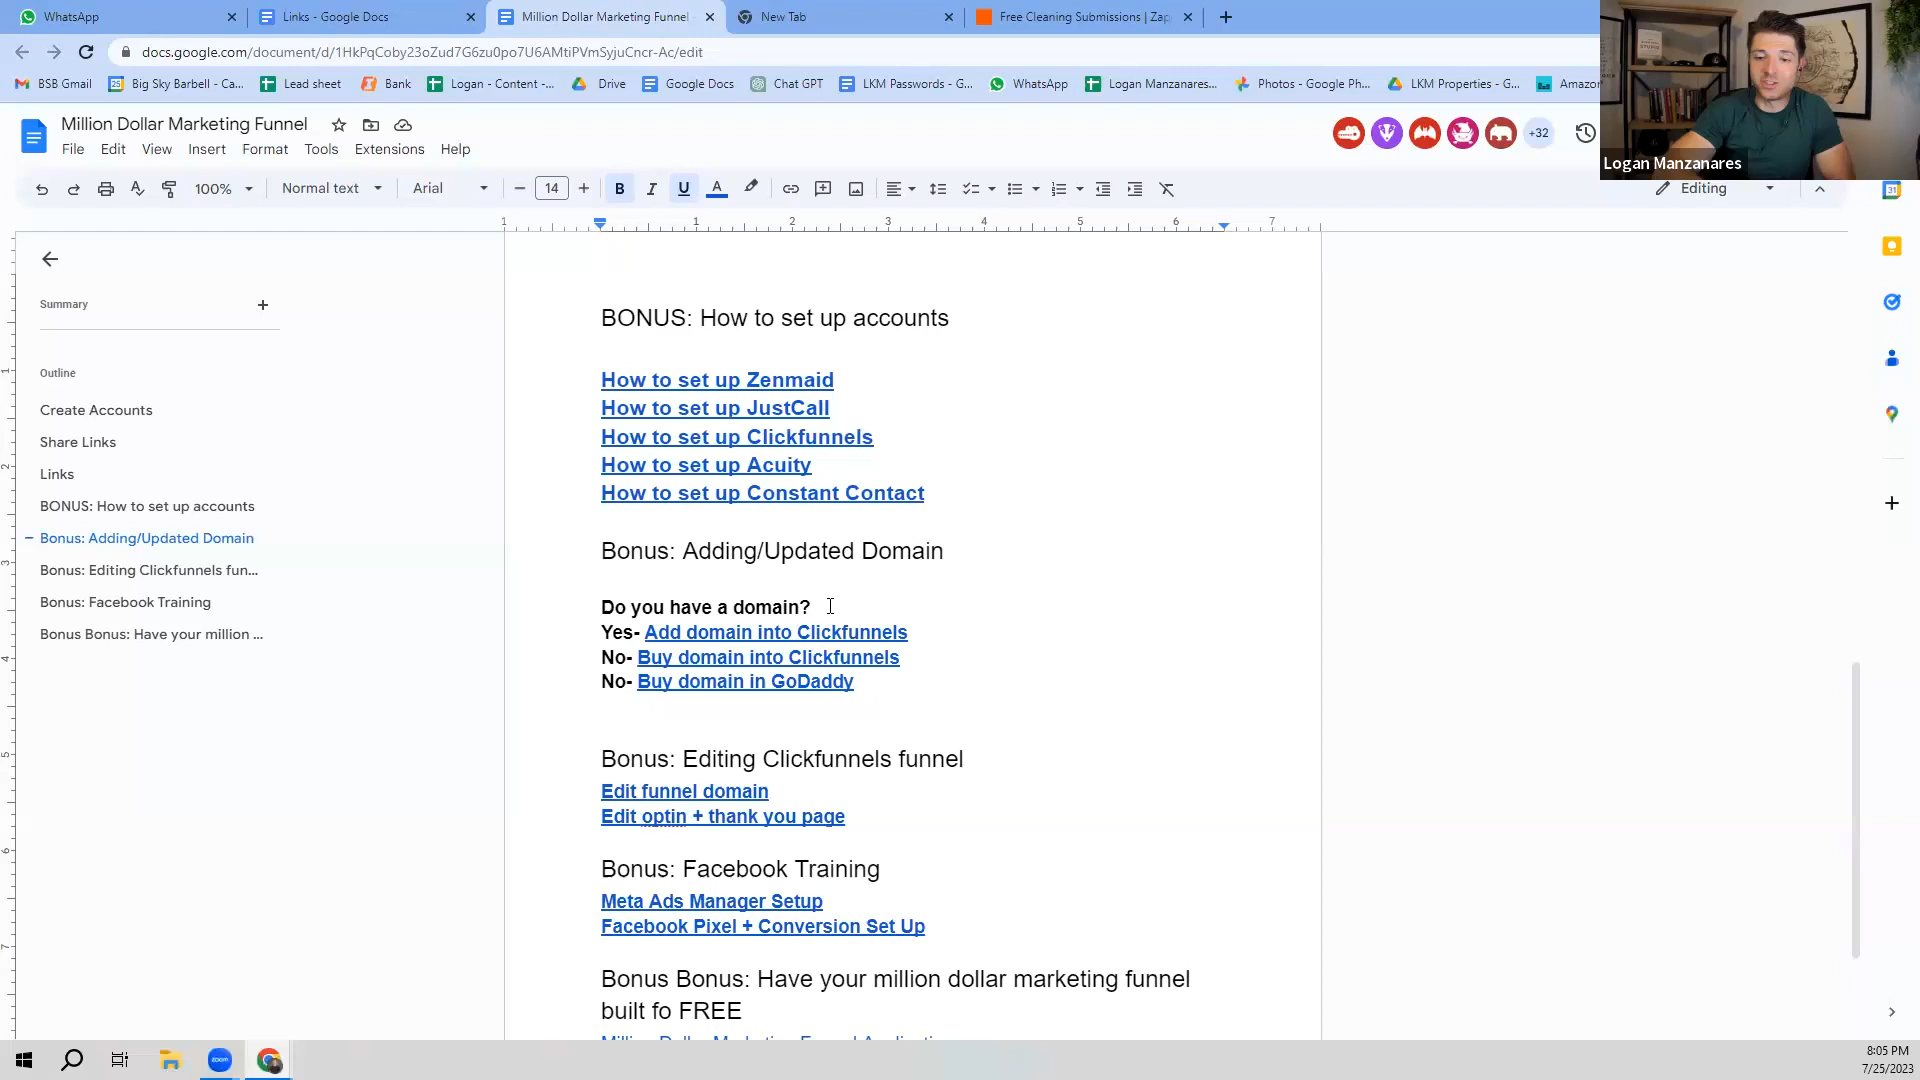 WhatsApp
Links - Google Docs
Million Dollar Marketing Funnel
New Tab
Free Cleaning Submissions | Zap
docs.google.com/document/d/1HkPqCoby23oZud7G6zu0po7U6AMtiPVmSyjuCncr-Ac/edit
BSB Gmail
Big Sky Barbell - Ca...
Lead sheet
Bank
Logan - Content -...
Drive
Google Docs
Chat GPT
LKM Passwords - G...
WhatsApp
Logan Manzanares...
Photos - Google Ph...
LKM Properties - G...
Amazo
Million Dollar Marketing Funnel
File Edit View Insert Format Tools Extensions Help
+32
Logan Manzanares
100%
Normal text
Arial
14
Editing
1 1 2 3 4 5 6 7
Summary
Outline
Create Accounts
Share Links
Links
BONUS: How to set up accounts
Bonus: Adding/Updated Domain
Bonus: Editing Clickfunnels fun...
Bonus: Facebook Training
Bonus Bonus: Have your million ...
BONUS: How to set up accounts
How to set up Zenmaid
How to set up JustCall
How to set up Clickfunnels
How to set up Acuity
How to set up Constant Contact
Bonus: Adding/Updated Domain
Do you have a domain?
Yes- Add domain into Clickfunnels
No- Buy domain into Clickfunnels
No- Buy domain in GoDaddy
Bonus: Editing Clickfunnels funnel
Edit funnel domain
Edit optin + thank you page
Bonus: Facebook Training
Meta Ads Manager Setup
Facebook Pixel + Conversion Set Up
Bonus Bonus: Have your million dollar marketing funnel
built fo FREE
zoom
8:05 PM
7/25/2023